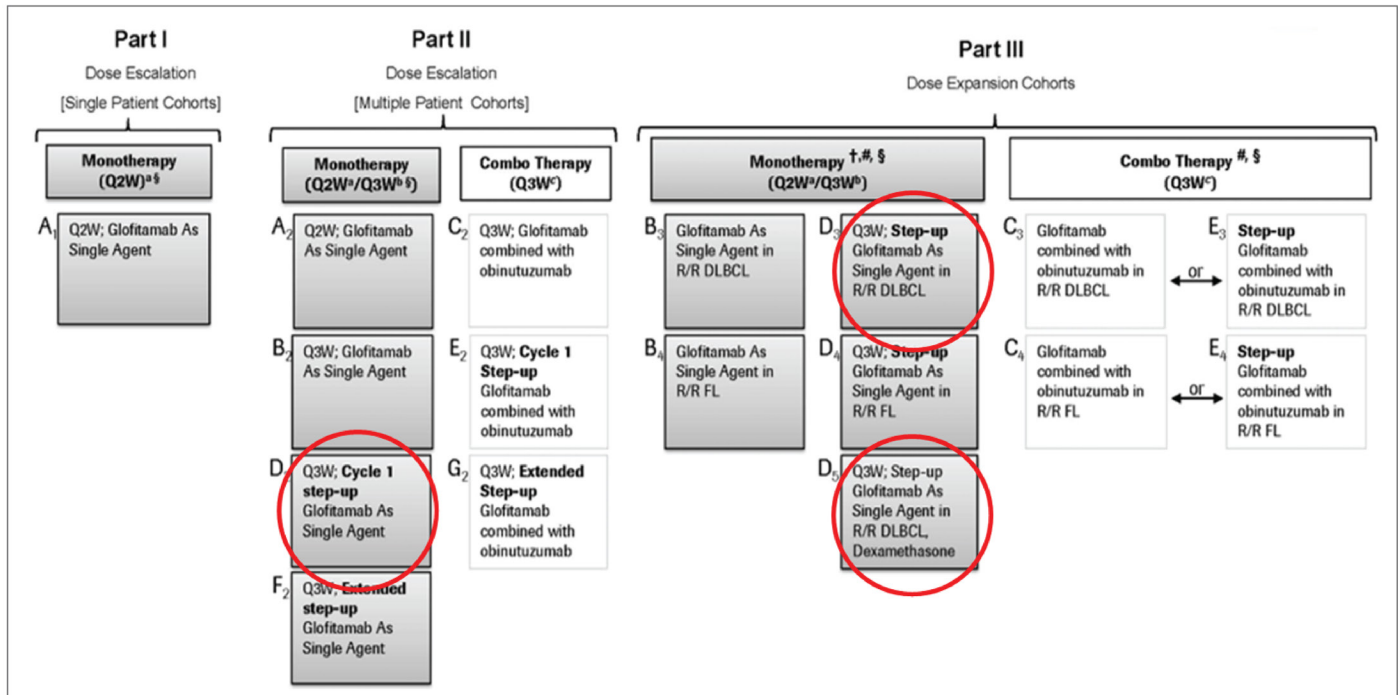 Part I
Dose Escalation
[Single Patient Cohorts]
Monotherapy
(Q2W)ᵃ §
A₁
Q2W; Glofitamab As
Single Agent
Part II
Dose Escalation
[Multiple Patient Cohorts]
Monotherapy
(Q2Wᵃ/Q3Wᵇ §)
A₂
Q2W; Glofitamab
As Single Agent
B₂
Q3W; Glofitamab
As Single Agent
D₂
Q3W; Cycle 1
step-up
Glofitamab As
Single Agent
F₂
Q3W; Extended
step-up
Glofitamab As
Single Agent
Combo Therapy
(Q3Wᶜ)
C₂
Q3W; Glofitamab
combined with
obinutuzumab
E₂
Q3W; Cycle 1
Step-up
Glofitamab
combined with
obinutuzumab
G₂
Q3W; Extended
Step-up
Glofitamab
combined with
obinutuzumab
Part III
Dose Expansion Cohorts
Monotherapy †,#, §
(Q2Wᵃ/Q3Wᵇ)
B₃
Glofitamab As
Single Agent in
R/R DLBCL
B₄
Glofitamab As
Single Agent in
R/R FL
D₃
Q3W; Step-up
Glofitamab As
Single Agent in
R/R DLBCL
D₄
Q3W; Step-up
Glofitamab As
Single Agent in
R/R FL
D₅
Q3W; Step-up
Glofitamab As
Single Agent in
R/R DLBCL,
Dexamethasone
Combo Therapy #, §
(Q3Wᶜ)
C₃
Glofitamab
combined with
obinutuzumab in
R/R DLBCL
or
E₃
Step-up
Glofitamab
combined with
obinutuzumab in
R/R DLBCL
C₄
Glofitamab
combined with
obinutuzumab in
R/R FL
or
E₄
Step-up
Glofitamab
combined with
obinutuzumab in
R/R FL